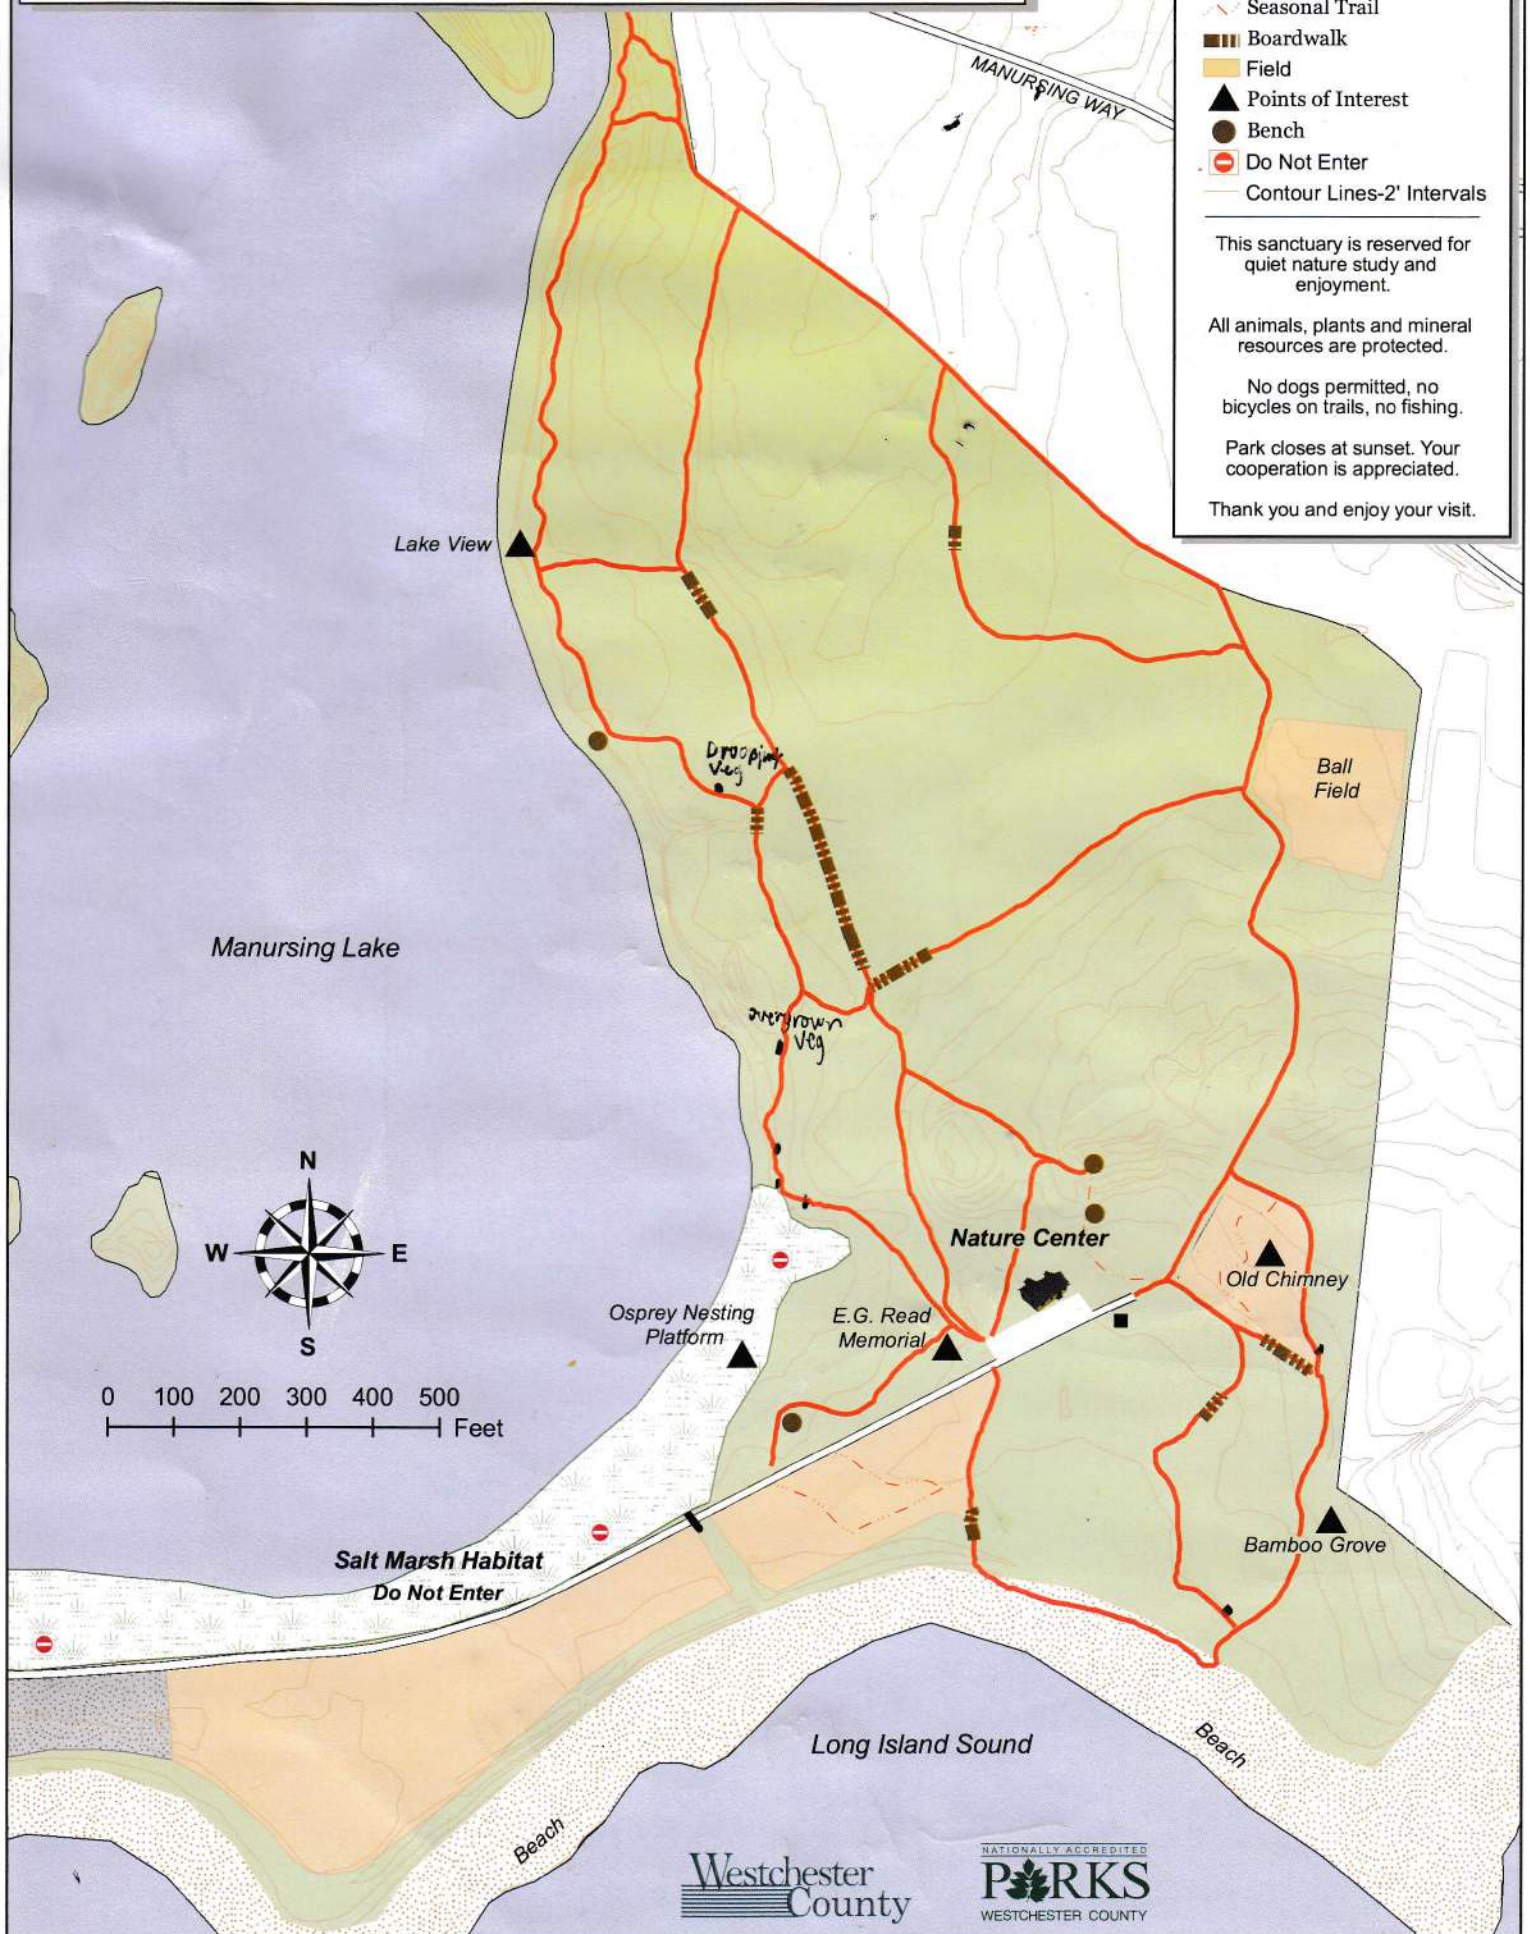 Seasonal Trail
Boardwalk
Field
Points of Interest
Bench
Do Not Enter
Contour Lines-2' Intervals
This sanctuary is reserved for
quiet nature study and
enjoyment.
All animals, plants and mineral
resources are protected.
No dogs permitted, no
bicycles on trails, no fishing.
Park closes at sunset. Your
cooperation is appreciated.
Thank you and enjoy your visit.
MANURSING WAY
Lake View
Drooping
veg
Ball
Field
Manursing Lake
overgrown
veg
N
W E
S
Nature Center
Old Chimney
Osprey Nesting
Platform
E.G. Read
Memorial
0 100 200 300 400 500
Feet
Salt Marsh Habitat
Do Not Enter
Bamboo Grove
Long Island Sound
Beach
Beach
Westchester
County
NATIONALLY ACCREDITED
PARKS
WESTCHESTER COUNTY